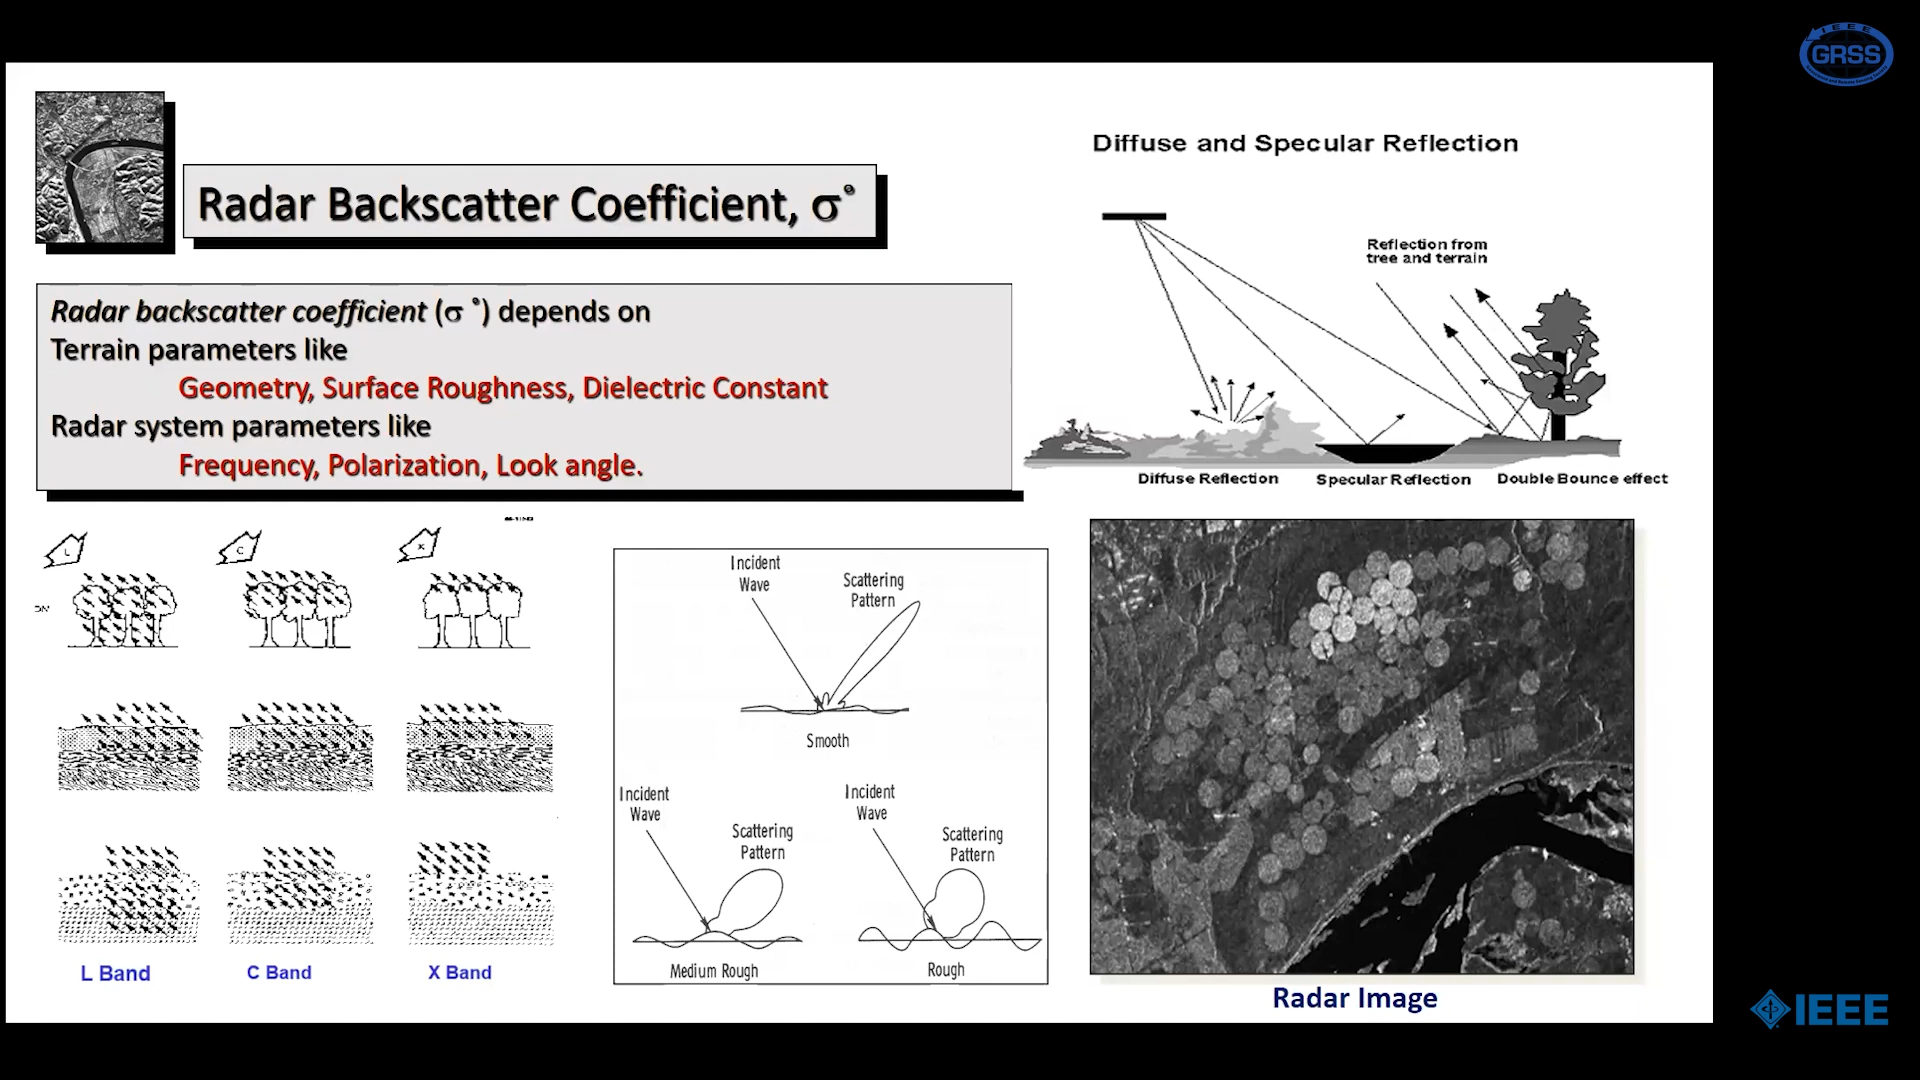 IEEE
GRSS
Diffuse and Specular Reflection
Radar Backscatter Coefficient, σ˚
Reflection from
tree and terrain
Radar backscatter coefficient (σ ˚) depends on
Terrain parameters like
Geometry, Surface Roughness, Dielectric Constant
Radar system parameters like
Frequency, Polarization, Look angle.
Diffuse Reflection
Specular Reflection
Double Bounce effect
L
C
X
Incident
Wave
Scattering
Pattern
Smooth
Incident
Wave
Scattering
Pattern
Medium Rough
Incident
Wave
Scattering
Pattern
Rough
L Band
C Band
X Band
Radar Image
IEEE